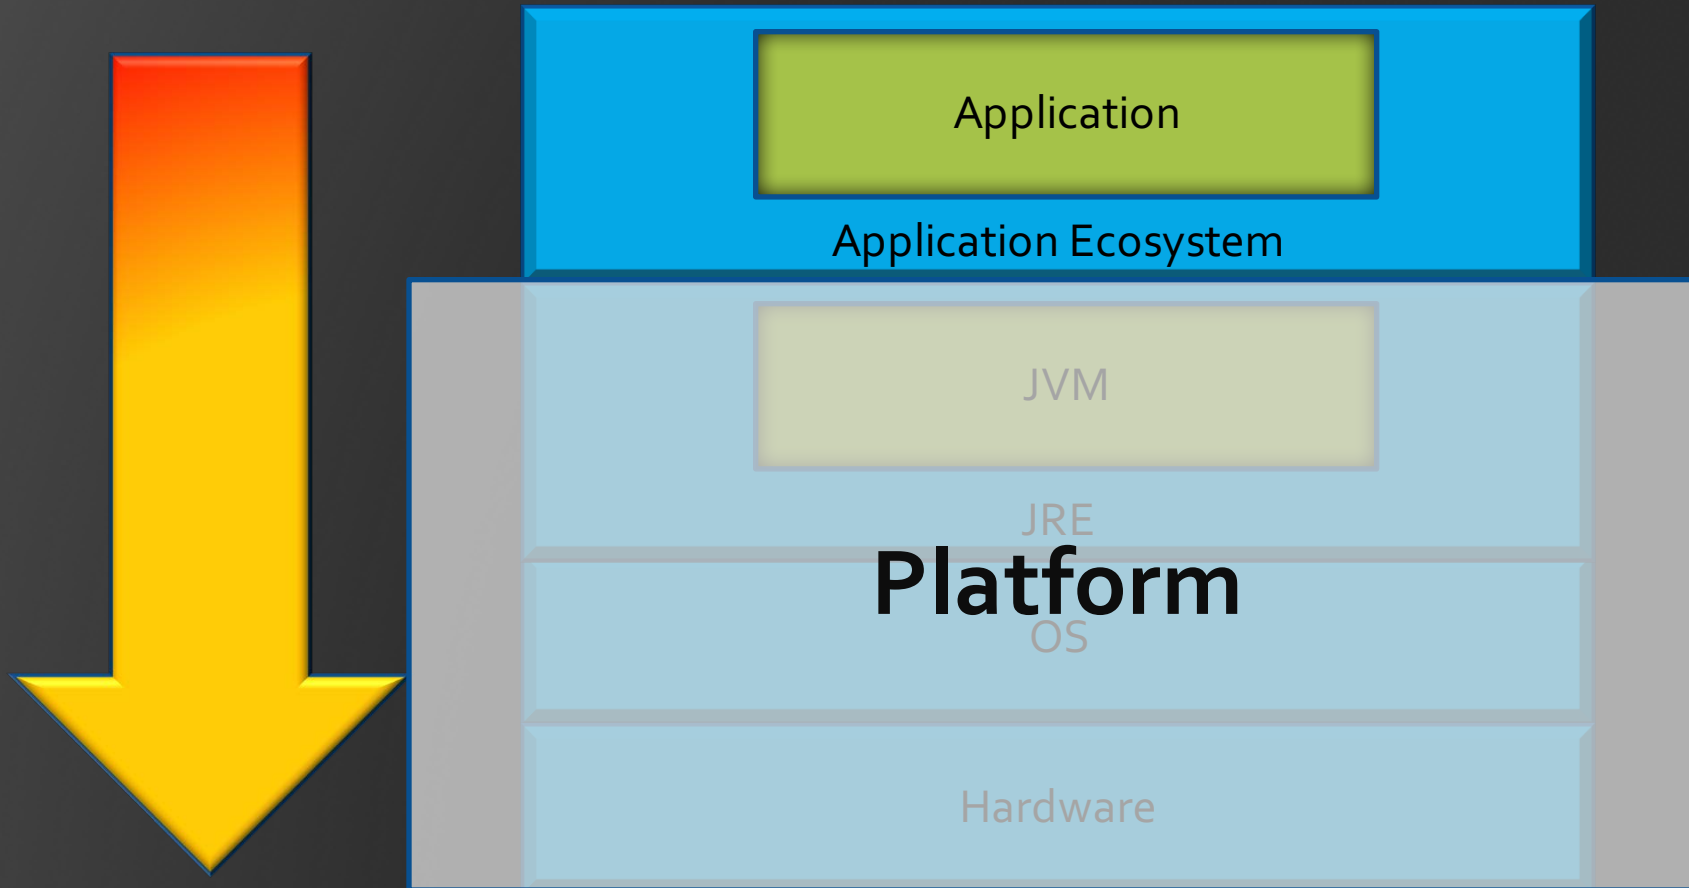 Application
Application Ecosystem
JVM
JRE
Platform
OS
Hardware